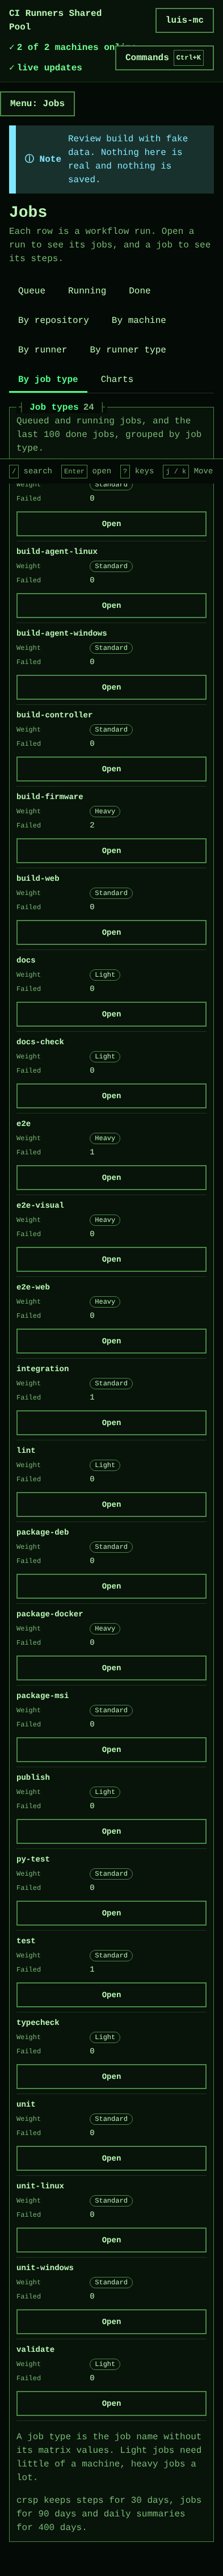 CI Runners Shared
Pool
luis-mc
✓ 2 of 2 machines online
✓ live updates
Commands Ctrl+K
Menu: Jobs
ⓘ Note
Review build with fake
data. Nothing here is
real and nothing is
saved.
Jobs
Each row is a workflow run. Open a
run to see its jobs, and a job to see
its steps.
Queue Running Done
By repository By machine
By runner By runner type
By job type Charts
Job types 24
Queued and running jobs, and the
last 100 done jobs, grouped by job
type.
/ search Enter open ? keys j / k Move
Weight Standard
Failed 0
Open
build-agent-linux
Weight Standard
Failed 0
Open
build-agent-windows
Weight Standard
Failed 0
Open
build-controller
Weight Standard
Failed 0
Open
build-firmware
Weight Heavy
Failed 2
Open
build-web
Weight Standard
Failed 0
Open
docs
Weight Light
Failed 0
Open
docs-check
Weight Light
Failed 0
Open
e2e
Weight Heavy
Failed 1
Open
e2e-visual
Weight Heavy
Failed 0
Open
e2e-web
Weight Heavy
Failed 0
Open
integration
Weight Standard
Failed 1
Open
lint
Weight Light
Failed 0
Open
package-deb
Weight Standard
Failed 0
Open
package-docker
Weight Heavy
Failed 0
Open
package-msi
Weight Standard
Failed 0
Open
publish
Weight Light
Failed 0
Open
py-test
Weight Standard
Failed 0
Open
test
Weight Standard
Failed 1
Open
typecheck
Weight Light
Failed 0
Open
unit
Weight Standard
Failed 0
Open
unit-linux
Weight Standard
Failed 0
Open
unit-windows
Weight Standard
Failed 0
Open
validate
Weight Light
Failed 0
Open
A job type is the job name without
its matrix values. Light jobs need
little of a machine, heavy jobs a
lot.
crsp keeps steps for 30 days, jobs
for 90 days and daily summaries
for 400 days.